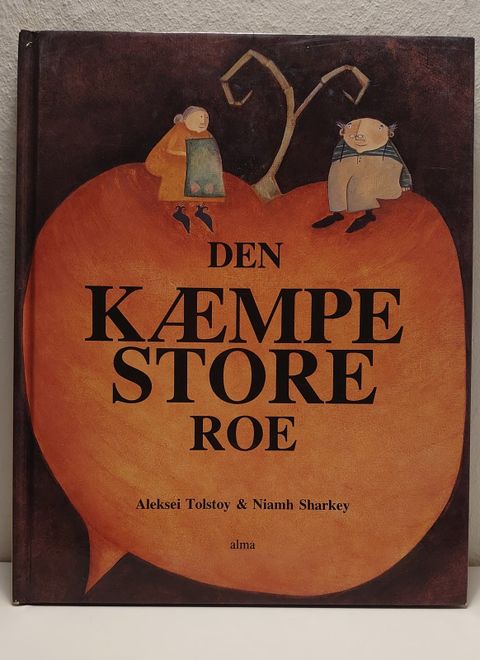 DEN
KÆMPE
STORE
ROE
Aleksei Tolstoy & Niamh Sharkey
alma